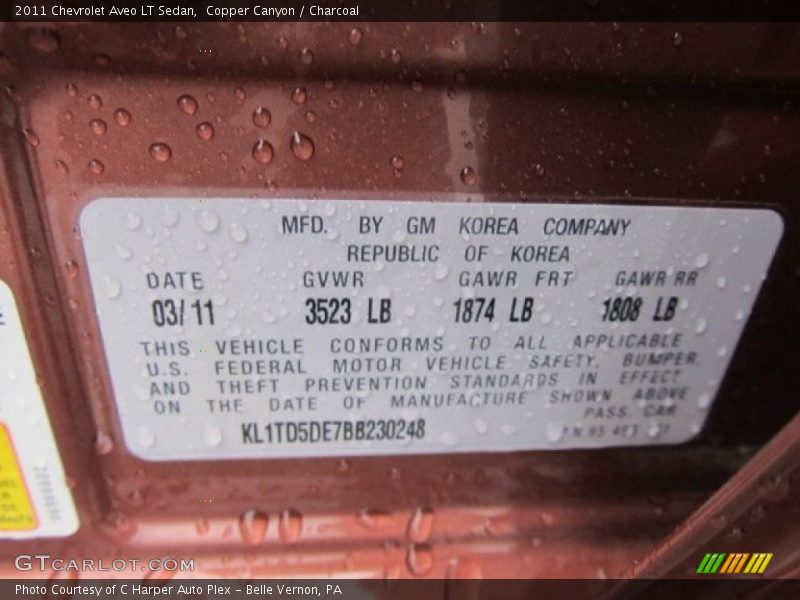 2011 Chevrolet Aveo LT Sedan,  Copper Canyon / Charcoal
MFD. BY GM KOREA COMPANY
REPUBLIC OF KOREA
DATE GVWR GAWR FRT GAWR RR
03/11 3523 LB 1874 LB 1808 LB
THIS VEHICLE CONFORMS TO ALL APPLICABLE
U.S. FEDERAL MOTOR VEHICLE SAFETY, BUMPER,
AND THEFT PREVENTION STANDARDS IN EFFECT
ON THE DATE OF MANUFACTURE SHOWN ABOVE
PASS CAR
KL1TD5DE7BB230248
GTCARLOT.COM
Photo Courtesy of C Harper Auto Plex – Belle Vernon, PA